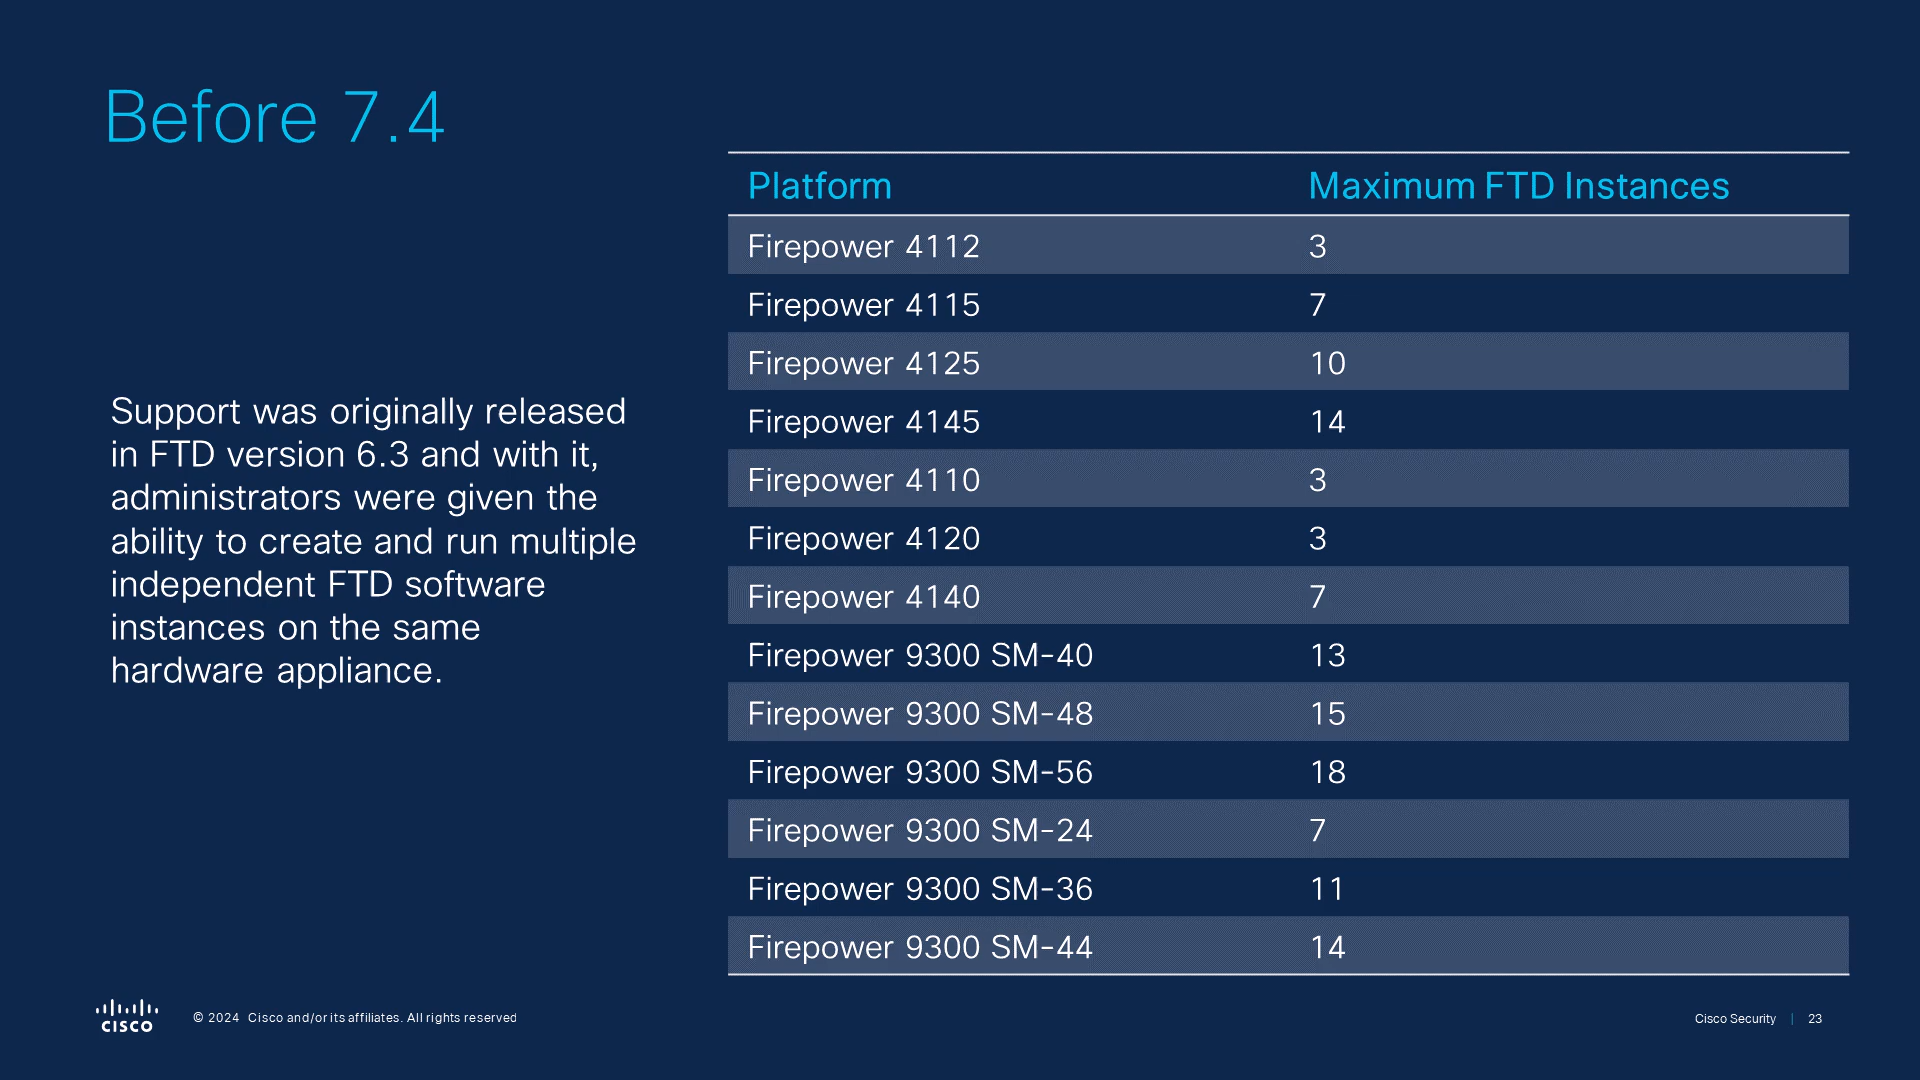 Before 7.4
Support was originally released
in FTD version 6.3 and with it,
administrators were given the
ability to create and run multiple
independent FTD software
instances on the same
hardware appliance.
Platform Maximum FTD Instances
Firepower 4112 3
Firepower 4115 7
Firepower 4125 10
Firepower 4145 14
Firepower 4110 3
Firepower 4120 3
Firepower 4140 7
Firepower 9300 SM-40 13
Firepower 9300 SM-48 15
Firepower 9300 SM-56 18
Firepower 9300 SM-24 7
Firepower 9300 SM-36 11
Firepower 9300 SM-44 14
CISCO © 2024 Cisco and/or its affiliates. All rights reserved Cisco Security | 23